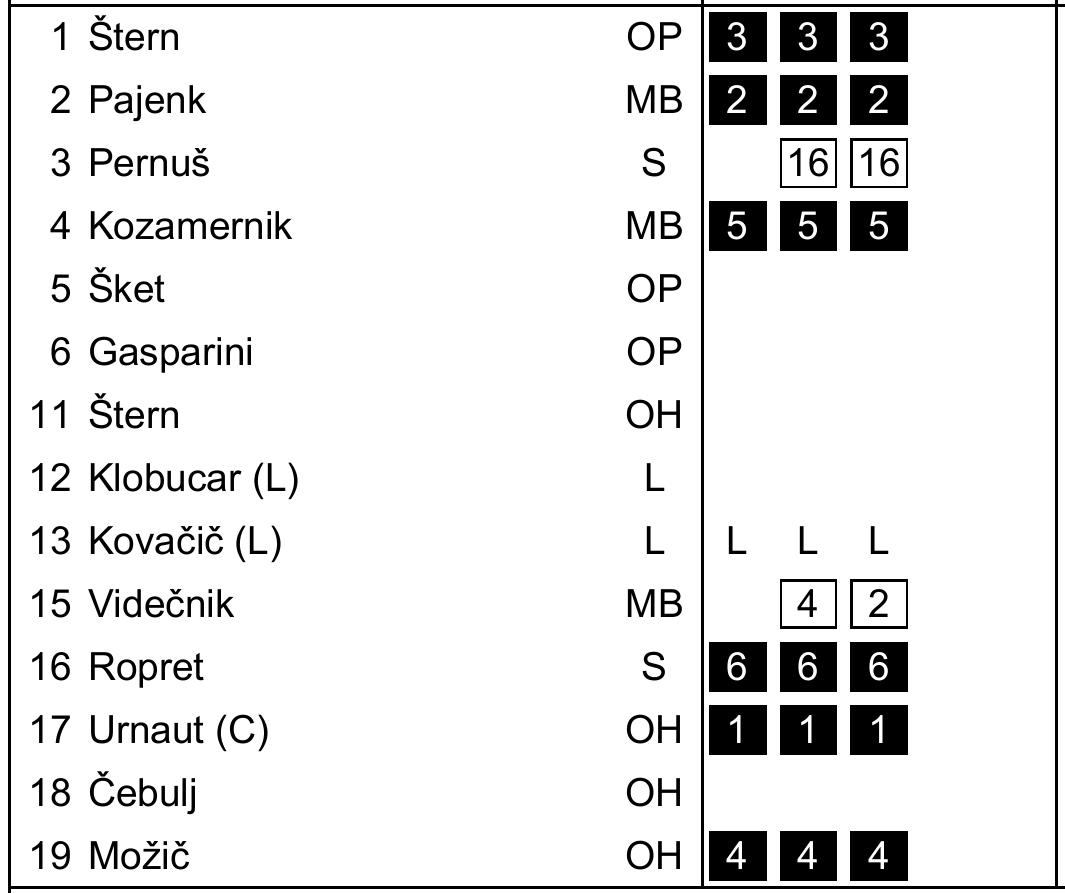 1 Štern OP 3 3 3
2 Pajenk MB 2 2 2
3 Pernuš S 16 16
4 Kozamernik MB 5 5 5
5 Šket OP
6 Gasparini OP
11 Štern OH
12 Klobucar (L) L
13 Kovačič (L) L L L L
15 Videčnik MB 4 2
16 Ropret S 6 6 6
17 Urnaut (C) OH 1 1 1
18 Čebulj OH
19 Možič OH 4 4 4